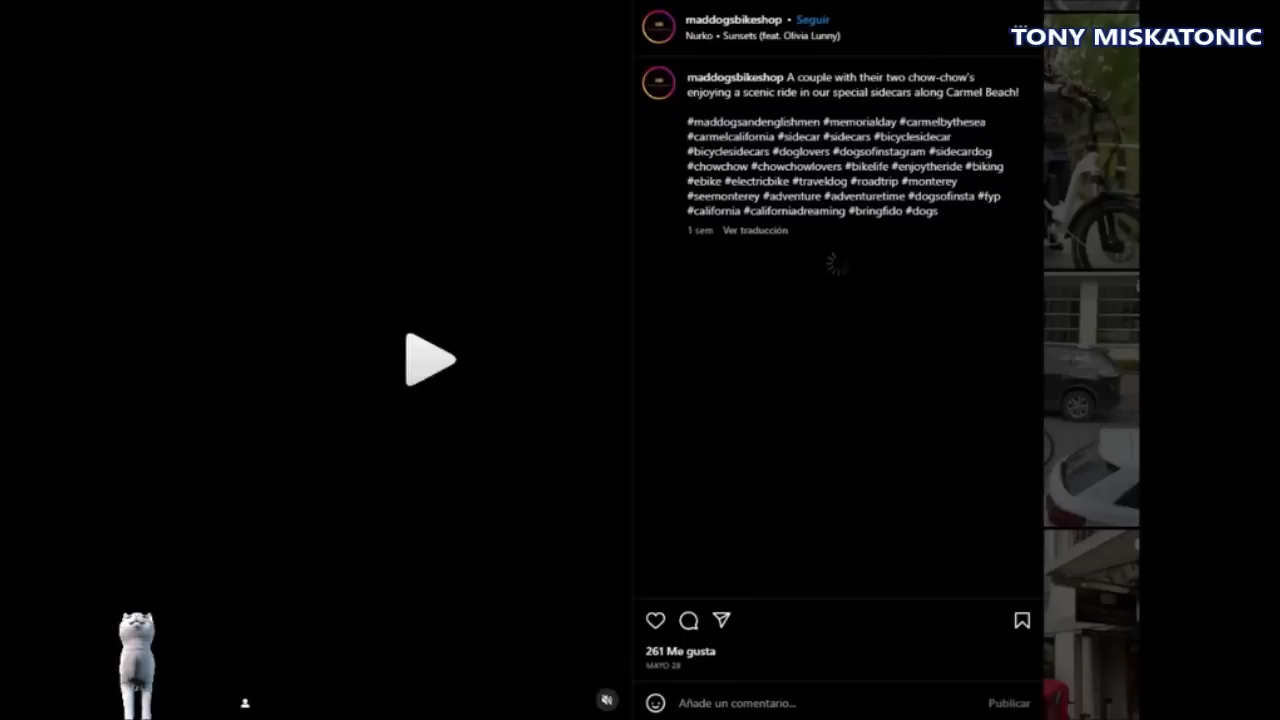 maddogsbikeshop • Seguir
Nurko • Sunsets (feat. Olivia Lunny)
TONY MISKATONIC
maddogsbikeshop A couple with their two chow-chow's
enjoying a scenic ride in our special sidecars along Carmel Beach!
#maddogsandenglishmen #memorialday #carmelbythesea
#carmelcalifornia #sidecar #sidecars #bicyclesidecar
#bicyclesidecars #doglovers #dogsofinstagram #sidecardog
#chowchow #chowchowlovers #bikelife #enjoytheride #biking
#ebike #electricbike #traveldog #roadtrip #monterey
#seemonterey #adventure #adventuretime #dogsofinsta #fyp
#california #californiadreaming #bringfido #dogs
1 sem Ver traducción
261 Me gusta
MAYO 28
Añade un comentario...
Publicar